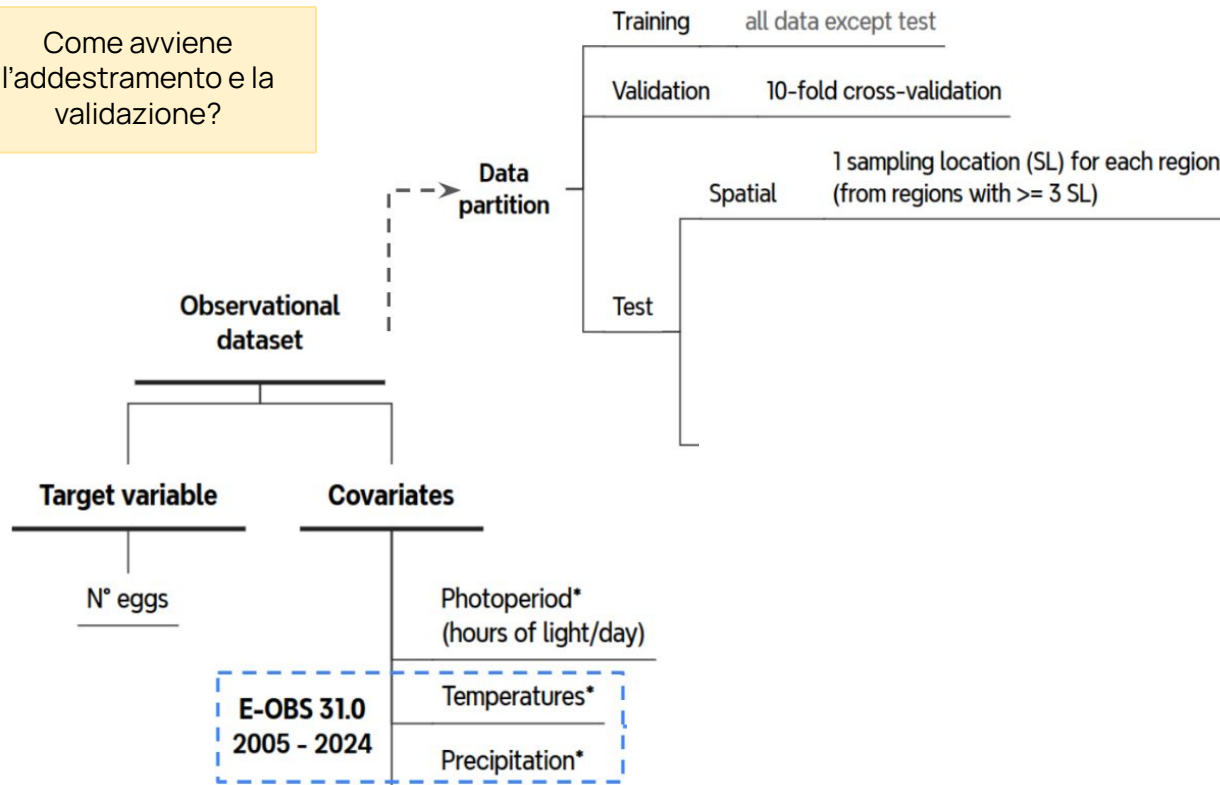 Come avviene
l'addestramento e la
validazione?
Training all data except test
Validation 10-fold cross-validation
Data
partition
Spatial
1 sampling location (SL) for each region
(from regions with >= 3 SL)
Test
Observational
dataset
Target variable
Covariates
N° eggs
Photoperiod*
(hours of light/day)
E-OBS 31.0
2005 - 2024
Temperatures*
Precipitation*